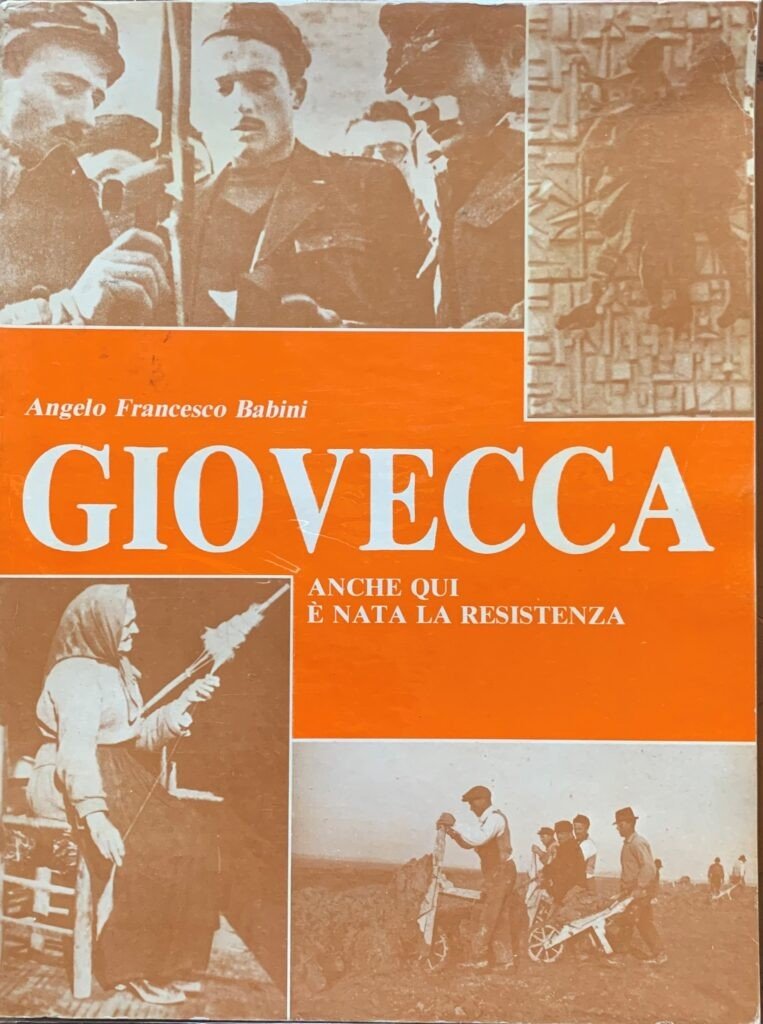 Angelo Francesco Babini
GIOVECCA
ANCHE QUI
È NATA LA RESISTENZA